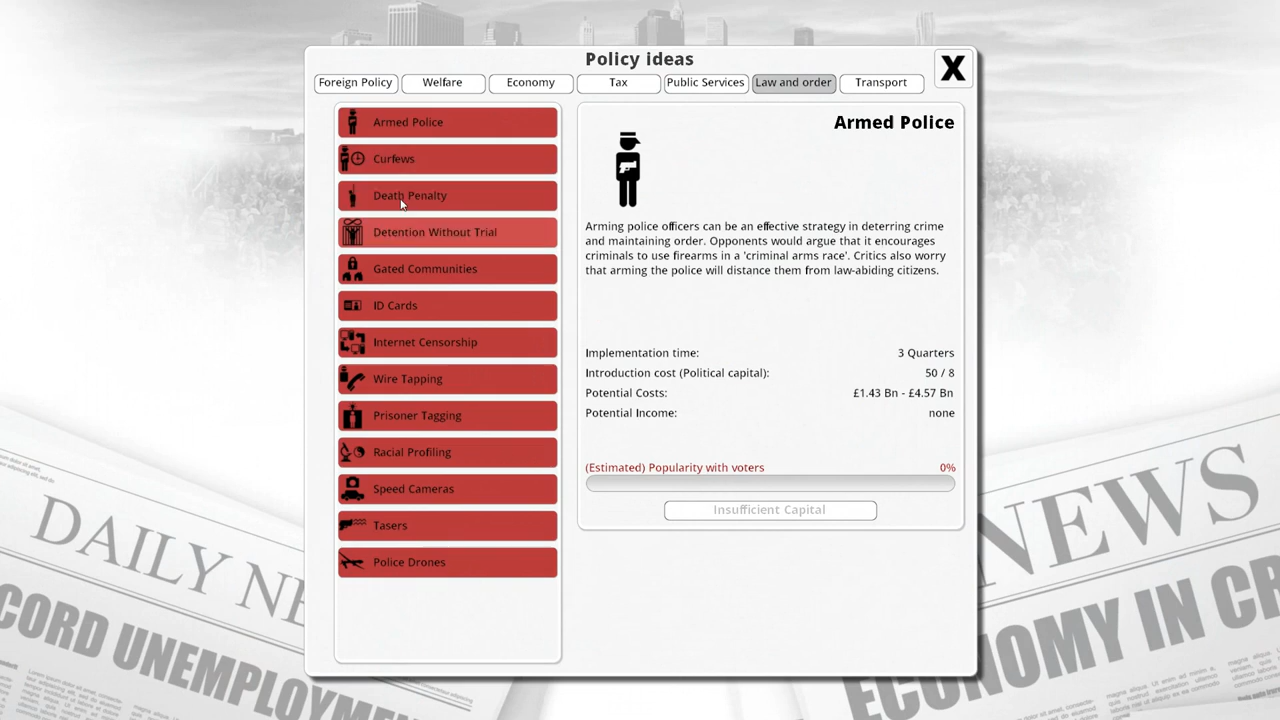 Policy ideas
X
Foreign Policy
Welfare
Economy
Tax
Public Services
Law and order
Transport
Armed Police
Curfews
Death Penalty
Detention Without Trial
Gated Communities
ID Cards
Internet Censorship
Wire Tapping
Prisoner Tagging
Racial Profiling
Speed Cameras
Tasers
Police Drones
Armed Police
Arming police officers can be an effective strategy in deterring crime
and maintaining order. Opponents would argue that it encourages
criminals to use firearms in a 'criminal arms race'. Critics also worry
that arming the police will distance them from law-abiding citizens.
Implementation time: 3 Quarters
Introduction cost (Political capital): 50 / 8
Potential Costs: £1.43 Bn - £4.57 Bn
Potential Income: none
(Estimated) Popularity with voters 0%
Insufficient Capital
DAILY NE
CORD UNEMPLOYM
NEWS
ECONOMY IN CR